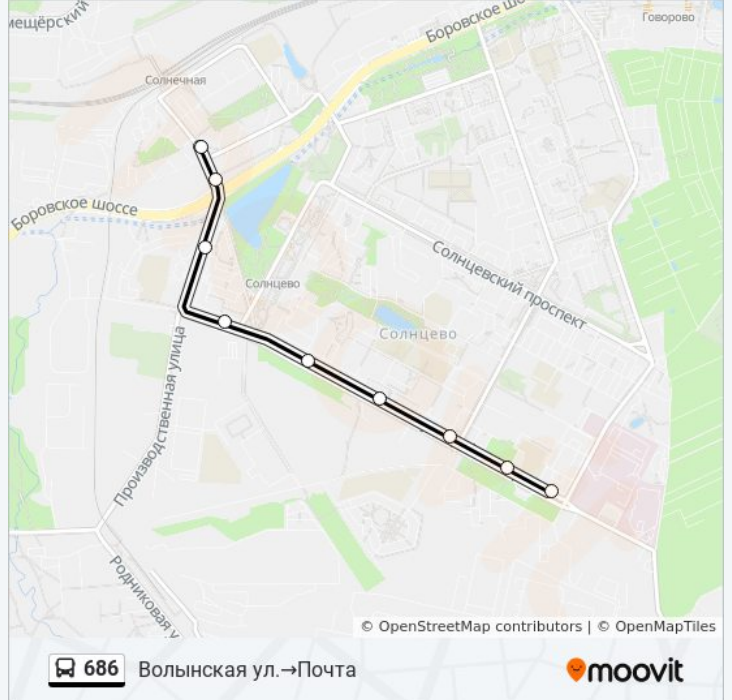 мещёрский
Боровское шо
Говорово
Солнечная
Боровское шоссе
Солнцевский проспект
Солнцево
Солнцево
Производственная улица
Родниковая у
© OpenStreetMap contributors | © OpenMapTiles
686 Волынская ул.→Почта moovit